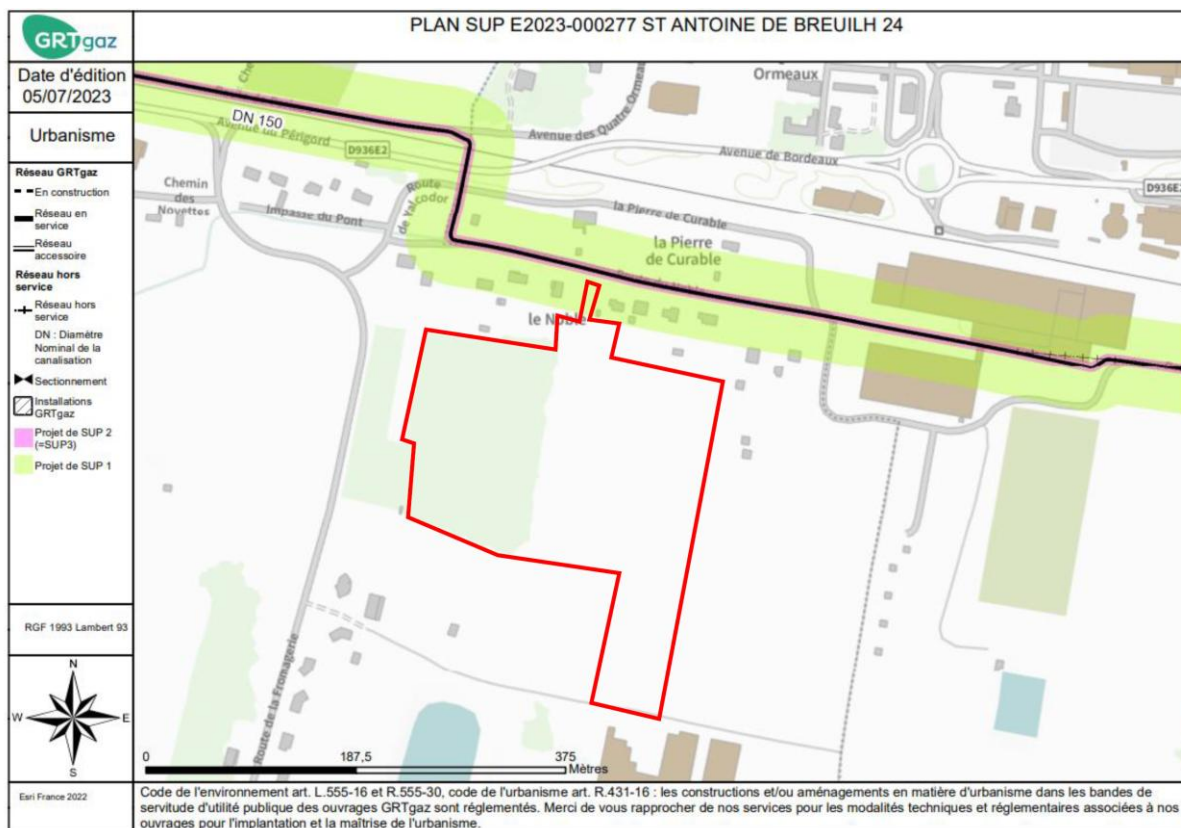 PLAN SUP E2023-000277 ST ANTOINE DE BREUILH 24
GRTgaz
Date d'édition
05/07/2023
Urbanisme
Réseau GRTgaz
En construction
Réseau en
service
Réseau
accessoire
Réseau hors
service
Réseau hors
service
DN : Diamètre
Nominal de la
canalisation
Sectionnement
Installations
GRTgaz
Projet de SUP 2
(=SUP3)
Projet de SUP 1
RGF 1993 Lambert 93
N
W
E
S
Esri France 2022
DN 150
Avenue du Périgord
D936E2
Ormeaux
Avenue des Quatre Ormeaux
Avenue de Bordeaux
D936E2
Chemin
des
Novettes
Impasse du Pont
Route
de
la Pierre de Curable
la Pierre
de Curable
le Noble
Route de la Fromagerie
0
187,5
375
Mètres
Code de l'environnement art. L.555-16 et R.555-30, code de l'urbanisme art. R.431-16 : les constructions et/ou aménagements en matière d'urbanisme dans les bandes de
servitude d'utilité publique des ouvrages GRTgaz sont réglementés. Merci de vous rapprocher de nos services pour les modalités techniques et réglementaires associées à nos
ouvrages pour l'implantation et la maîtrise de l'urbanisme.